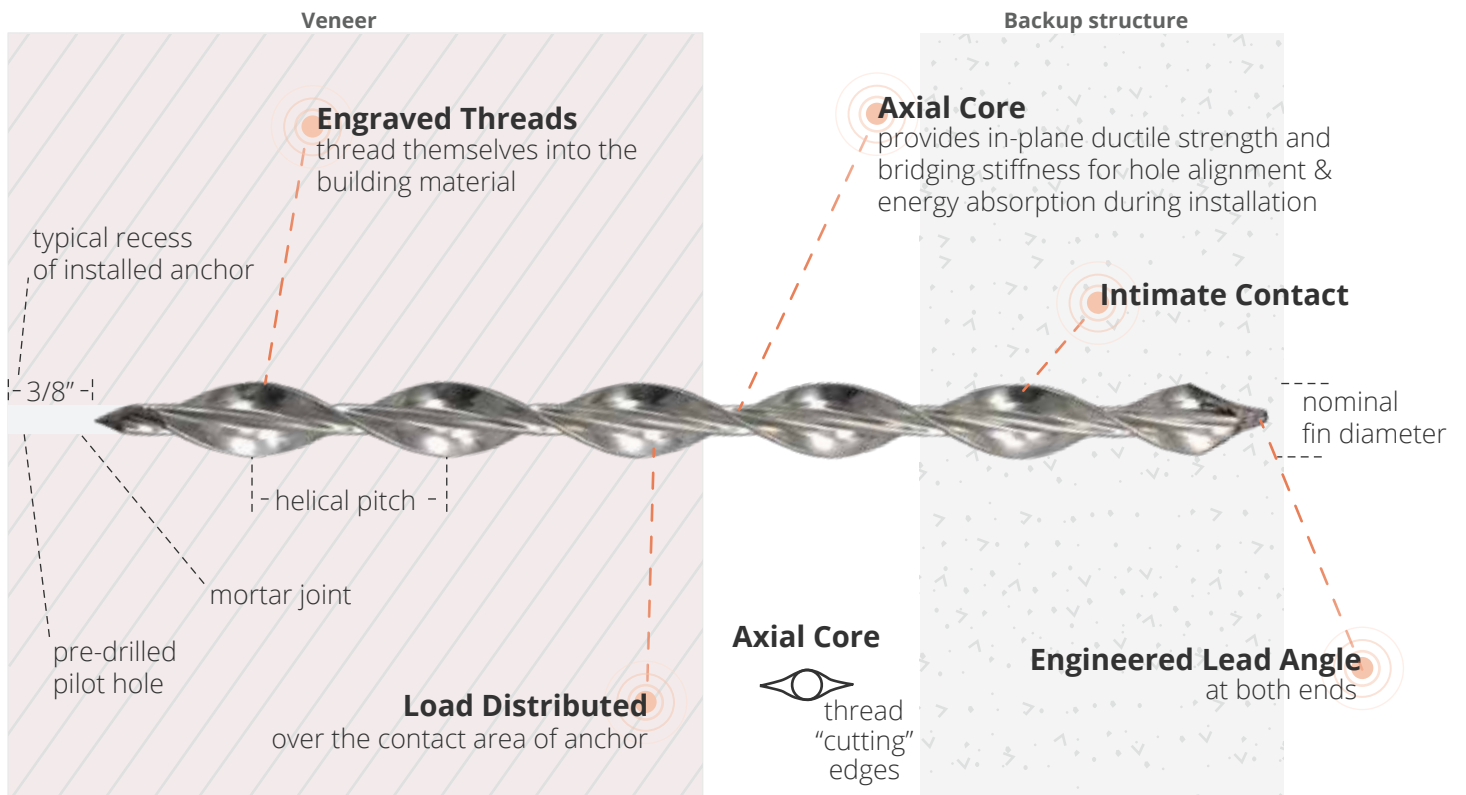 Veneer
Backup structure
Engraved Threads
thread themselves into the
building material
Axial Core
provides in-plane ductile strength and
bridging stiffness for hole alignment &
energy absorption during installation
typical recess
of installed anchor
Intimate Contact
3/8”
nominal
fin diameter
helical pitch
mortar joint
pre-drilled
pilot hole
Axial Core
thread
“cutting”
edges
Engineered Lead Angle
at both ends
Load Distributed
over the contact area of anchor